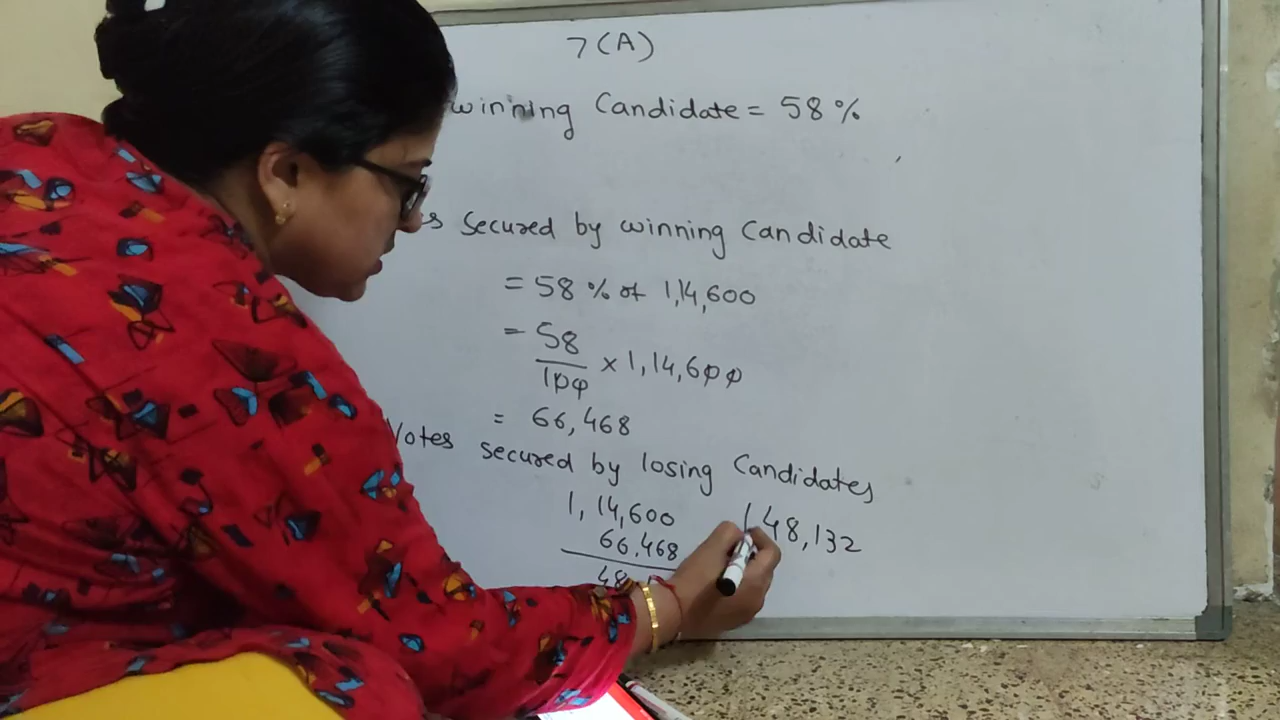 7(A)
winning Candidate = 58%
secured by winning Candidate
= 58% of 1,14,600
= 58
100 × 1,14,600
= 66,468
Votes secured by losing Candidates
1,14,600
66,468
48
48,132